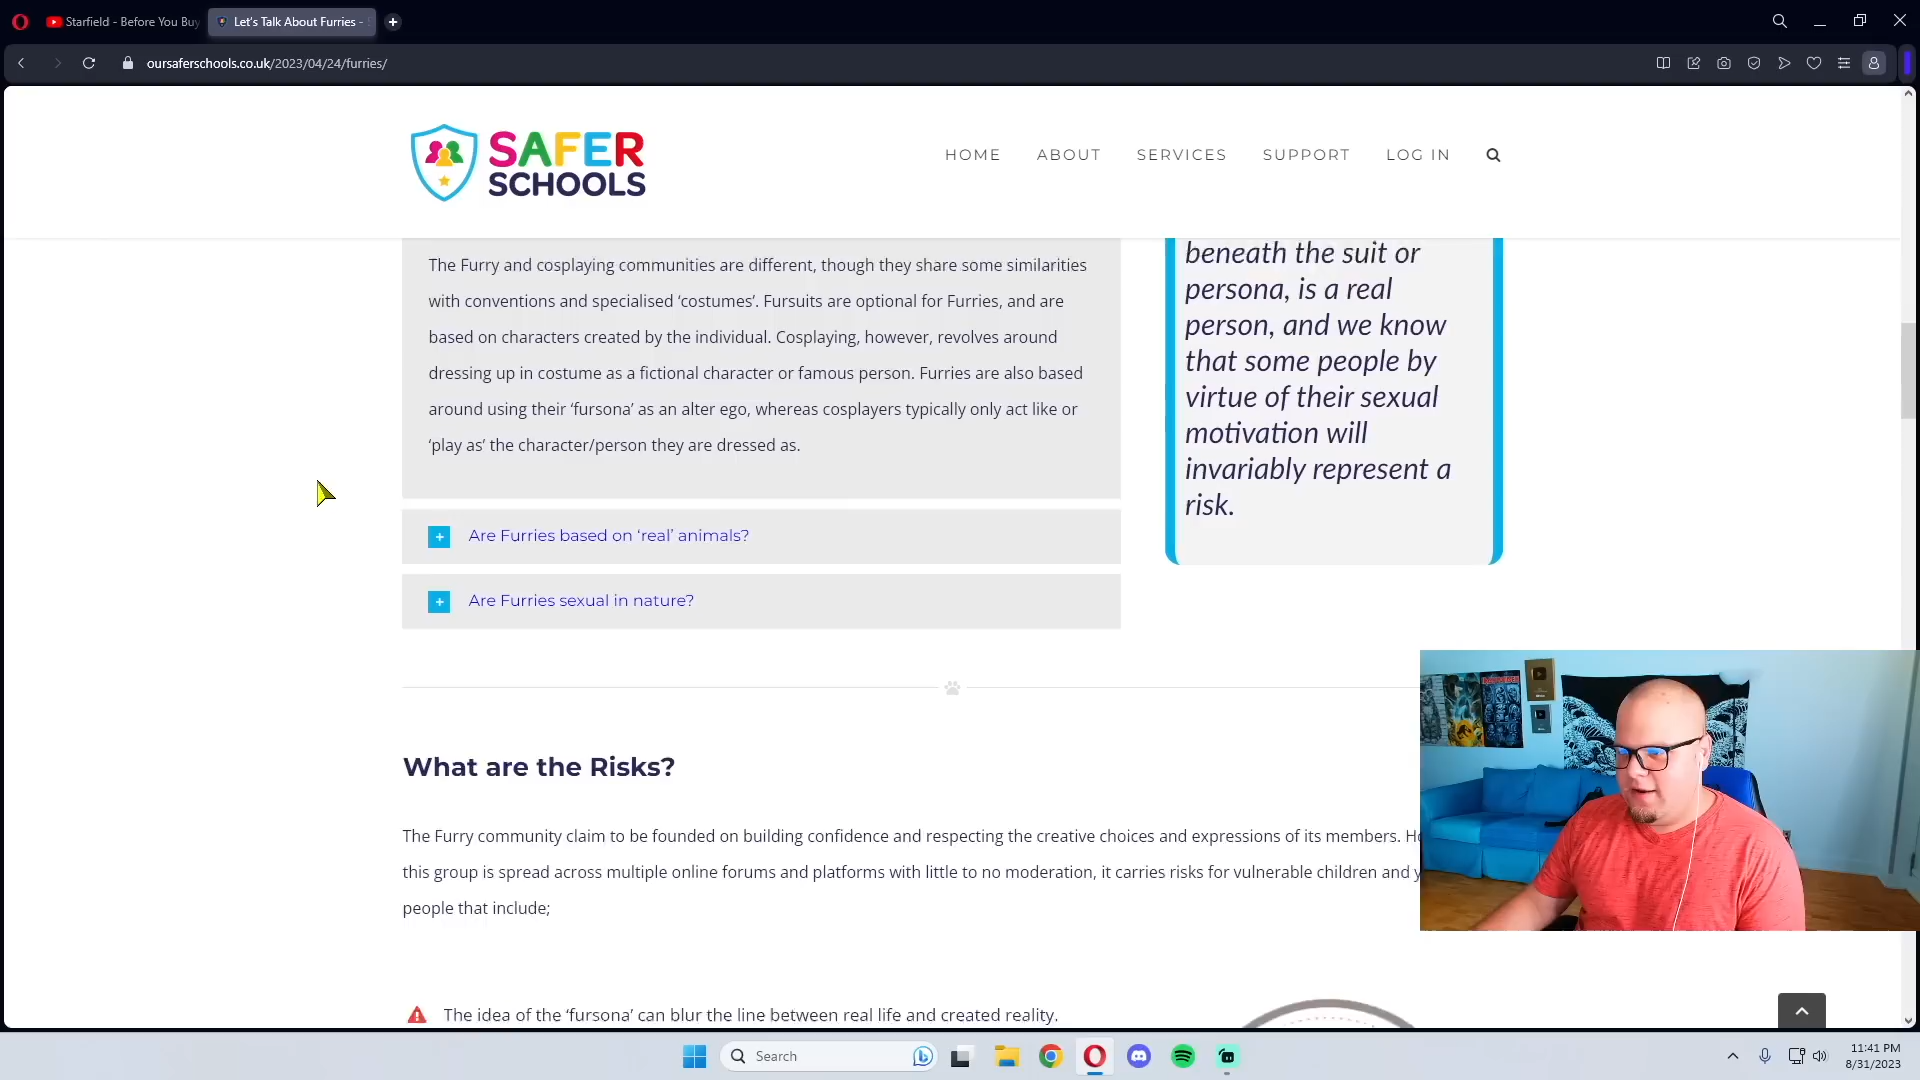 Starfield - Before You Buy
Let's Talk About Furries -
oursaferschools.co.uk/2023/04/24/furries/
SAFER
SCHOOLS
HOME
ABOUT
SERVICES
SUPPORT
LOG IN
The Furry and cosplaying communities are different, though they share some similarities
with conventions and specialised ‘costumes’. Fursuits are optional for Furries, and are
based on characters created by the individual. Cosplaying, however, revolves around
dressing up in costume as a fictional character or famous person. Furries are also based
around using their ‘fursona’ as an alter ego, whereas cosplayers typically only act like or
‘play as’ the character/person they are dressed as.
beneath the suit or
persona, is a real
person, and we know
that some people by
virtue of their sexual
motivation will
invariably represent a
risk.
Are Furries based on ‘real’ animals?
Are Furries sexual in nature?
What are the Risks?
The Furry community claim to be founded on building confidence and respecting the creative choices and expressions of its members.
this group is spread across multiple online forums and platforms with little to no moderation, it carries risks for vulnerable children and
people that include;
The idea of the ‘fursona’ can blur the line between real life and created reality.
Search
11:41 PM
8/31/2023